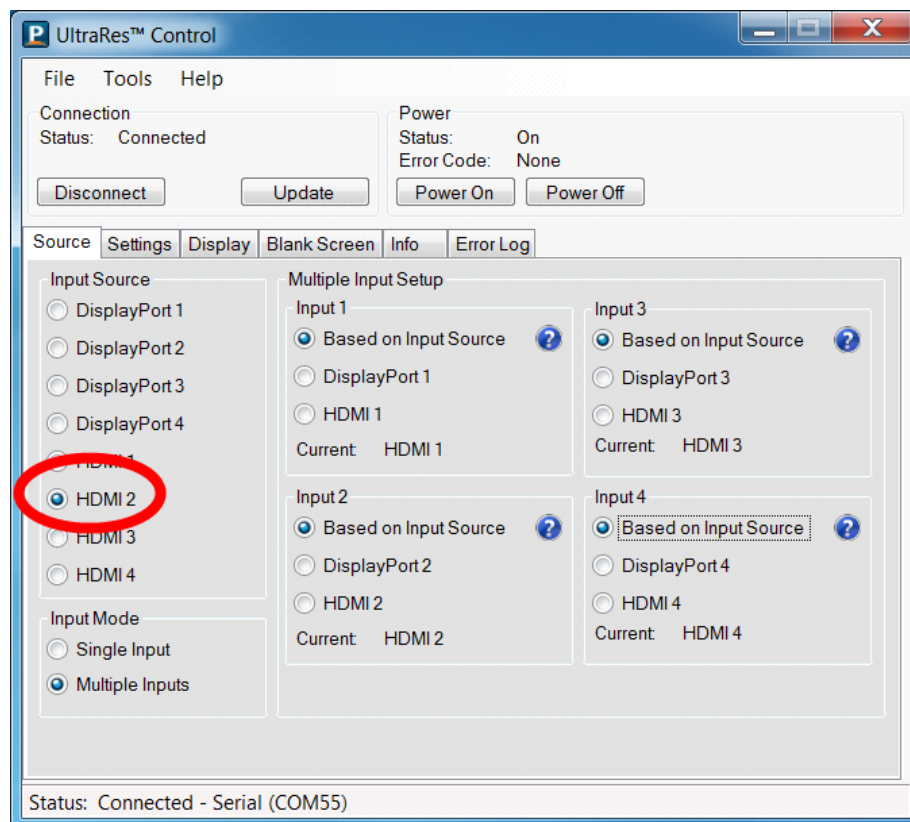 P UltraRes™ Control
X
File Tools Help
Connection
Status: Connected
Disconnect Update
Power
Status: On
Error Code: None
Power On Power Off
Source Settings Display Blank Screen Info Error Log
Input Source
DisplayPort 1
DisplayPort 2
DisplayPort 3
DisplayPort 4
HDMI 1
HDMI 2
HDMI 3
HDMI 4
Input Mode
Single Input
Multiple Inputs
Multiple Input Setup
Input 1
Based on Input Source ?
DisplayPort 1
HDMI 1
Current: HDMI 1
Input 2
Based on Input Source ?
DisplayPort 2
HDMI 2
Current: HDMI 2
Input 3
Based on Input Source ?
DisplayPort 3
HDMI 3
Current: HDMI 3
Input 4
Based on Input Source ?
DisplayPort 4
HDMI 4
Current: HDMI 4
Status: Connected - Serial (COM55)